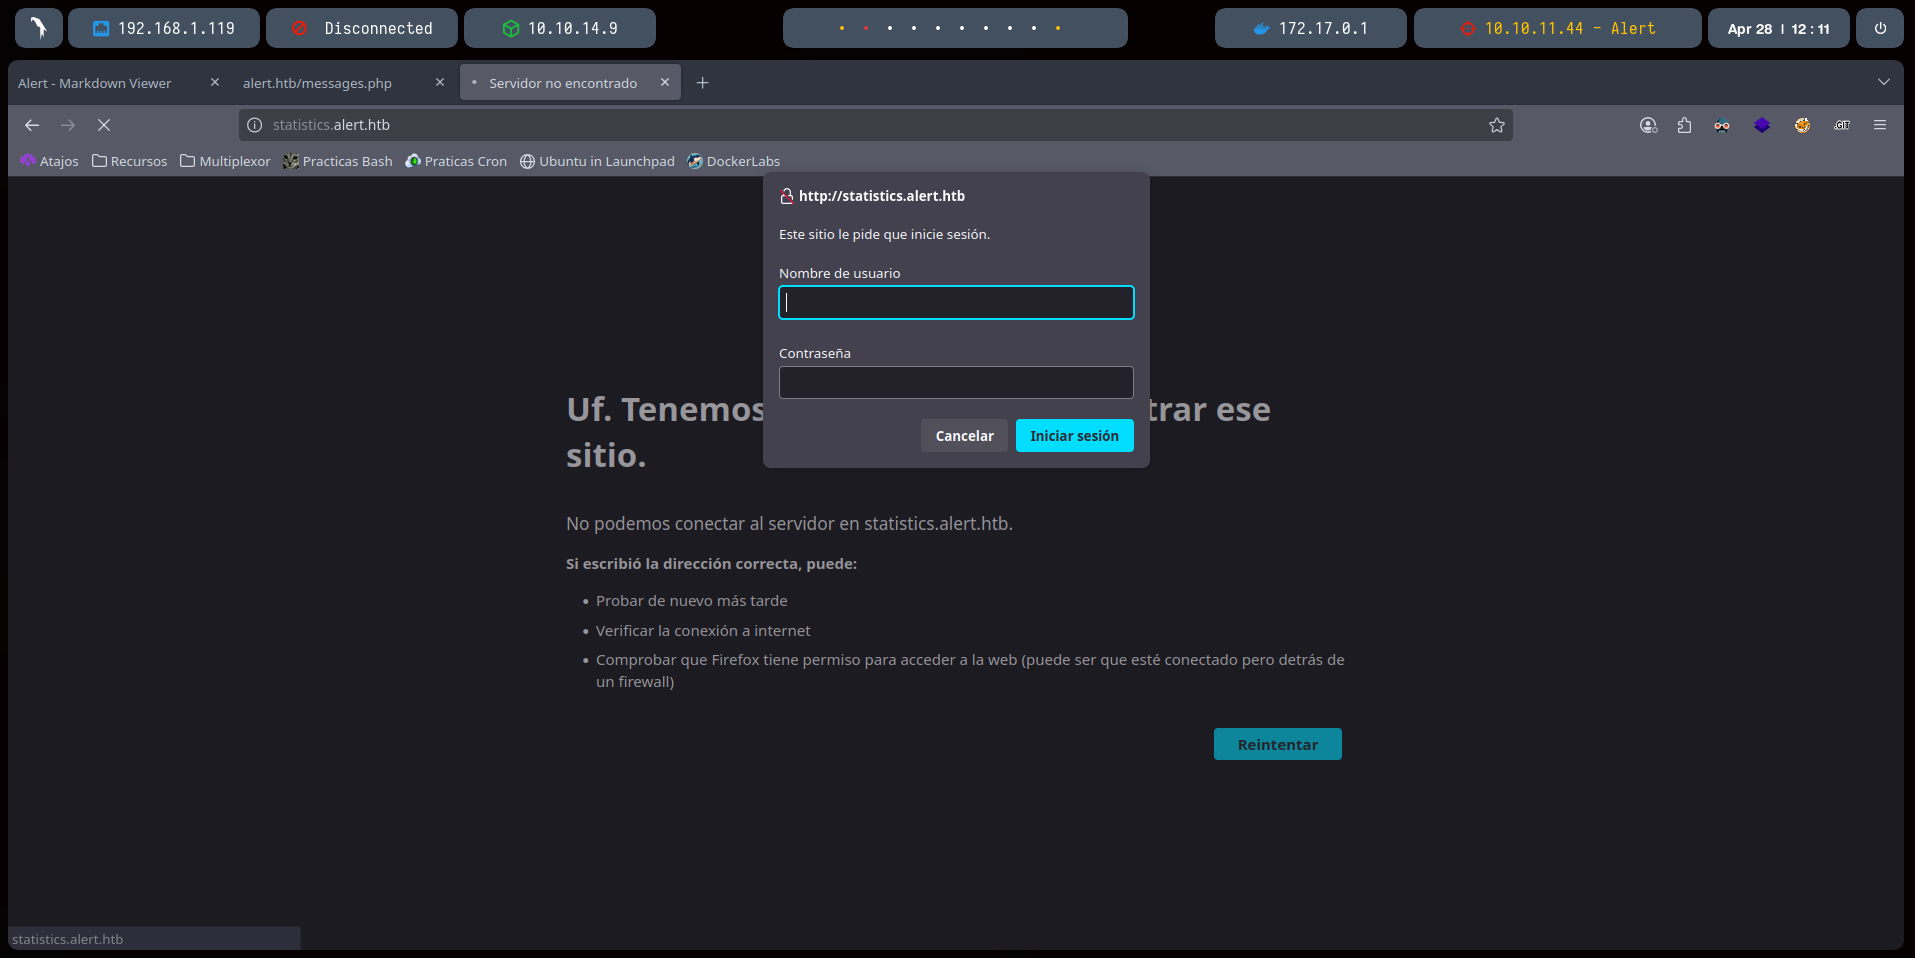 192.168.1.119
Disconnected
10.10.14.9
172.17.0.1
10.10.11.44 - Alert
Apr 28 | 12:11
Alert - Markdown Viewer
alert.htb/messages.php
Servidor no encontrado
statistics.alert.htb
Atajos
Recursos
Multiplexor
Practicas Bash
Praticas Cron
Ubuntu in Launchpad
DockerLabs
.GIT
http://statistics.alert.htb
Este sitio le pide que inicie sesión.
Nombre de usuario
Contraseña
Cancelar
Iniciar sesión
Uf. Tenemos
trar ese
sitio.
No podemos conectar al servidor en statistics.alert.htb.
Si escribió la dirección correcta, puede:
• Probar de nuevo más tarde
• Verificar la conexión a internet
• Comprobar que Firefox tiene permiso para acceder a la web (puede ser que esté conectado pero detrás de
un firewall)
Reintentar
statistics.alert.htb